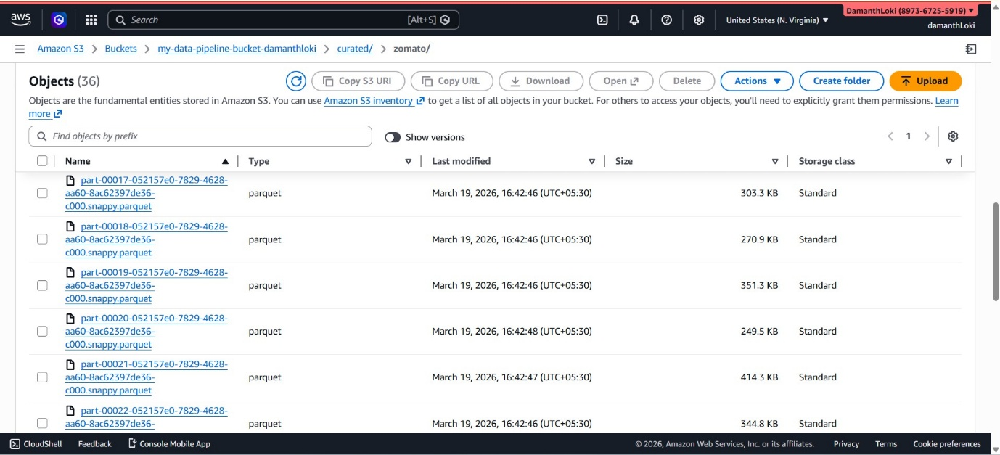 aws
Search [Alt+S]
United States (N. Virginia)
DamanthLoki (8973-6725-5919)
damanthLoki
Amazon S3 > Buckets > my-data-pipeline-bucket-damanthloki > curated/ > zomato/
Objects (36)
Copy S3 URI
Copy URL
Download
Open
Delete
Actions
Create folder
Upload
Objects are the fundamental entities stored in Amazon S3. You can use Amazon S3 inventory to get a list of all objects in your bucket. For others to access your objects, you'll need to explicitly grant them permissions. Learn
more
Find objects by prefix
Show versions
1
Name Type Last modified Size Storage class
part-00017-052157e0-7829-4628-
aa60-8ac62397de36-
c000.snappy.parquet
parquet March 19, 2026, 16:42:46 (UTC+05:30) 303.3 KB Standard
part-00018-052157e0-7829-4628-
aa60-8ac62397de36-
c000.snappy.parquet
parquet March 19, 2026, 16:42:46 (UTC+05:30) 270.9 KB Standard
part-00019-052157e0-7829-4628-
aa60-8ac62397de36-
c000.snappy.parquet
parquet March 19, 2026, 16:42:46 (UTC+05:30) 351.3 KB Standard
part-00020-052157e0-7829-4628-
aa60-8ac62397de36-
c000.snappy.parquet
parquet March 19, 2026, 16:42:48 (UTC+05:30) 249.5 KB Standard
part-00021-052157e0-7829-4628-
aa60-8ac62397de36-
c000.snappy.parquet
parquet March 19, 2026, 16:42:47 (UTC+05:30) 414.3 KB Standard
part-00022-052157e0-7829-4628-
aa60-8ac62397de36-
parquet March 19, 2026, 16:42:46 (UTC+05:30) 344.8 KB Standard
CloudShell Feedback Console Mobile App © 2026, Amazon Web Services, Inc. or its affiliates. Privacy Terms Cookie preferences